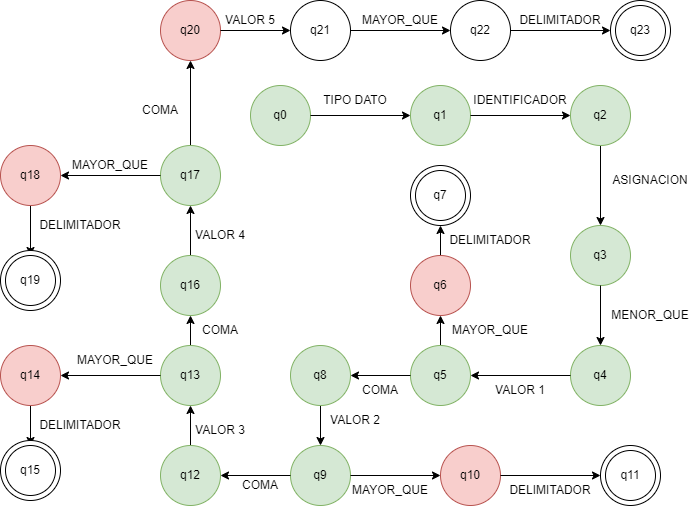 q20
VALOR 5
q21
MAYOR_QUE
q22
DELIMITADOR
q23
COMA
q0
TIPO DATO
q1
IDENTIFICADOR
q2
q18
MAYOR_QUE
q17
ASIGNACION
q7
DELIMITADOR
VALOR 4
DELIMITADOR
q3
q19
q16
q6
MENOR_QUE
COMA
MAYOR_QUE
q14
MAYOR_QUE
q13
q8
COMA
q5
VALOR 1
q4
DELIMITADOR
VALOR 3
VALOR 2
q15
q12
COMA
q9
MAYOR_QUE
q10
DELIMITADOR
q11